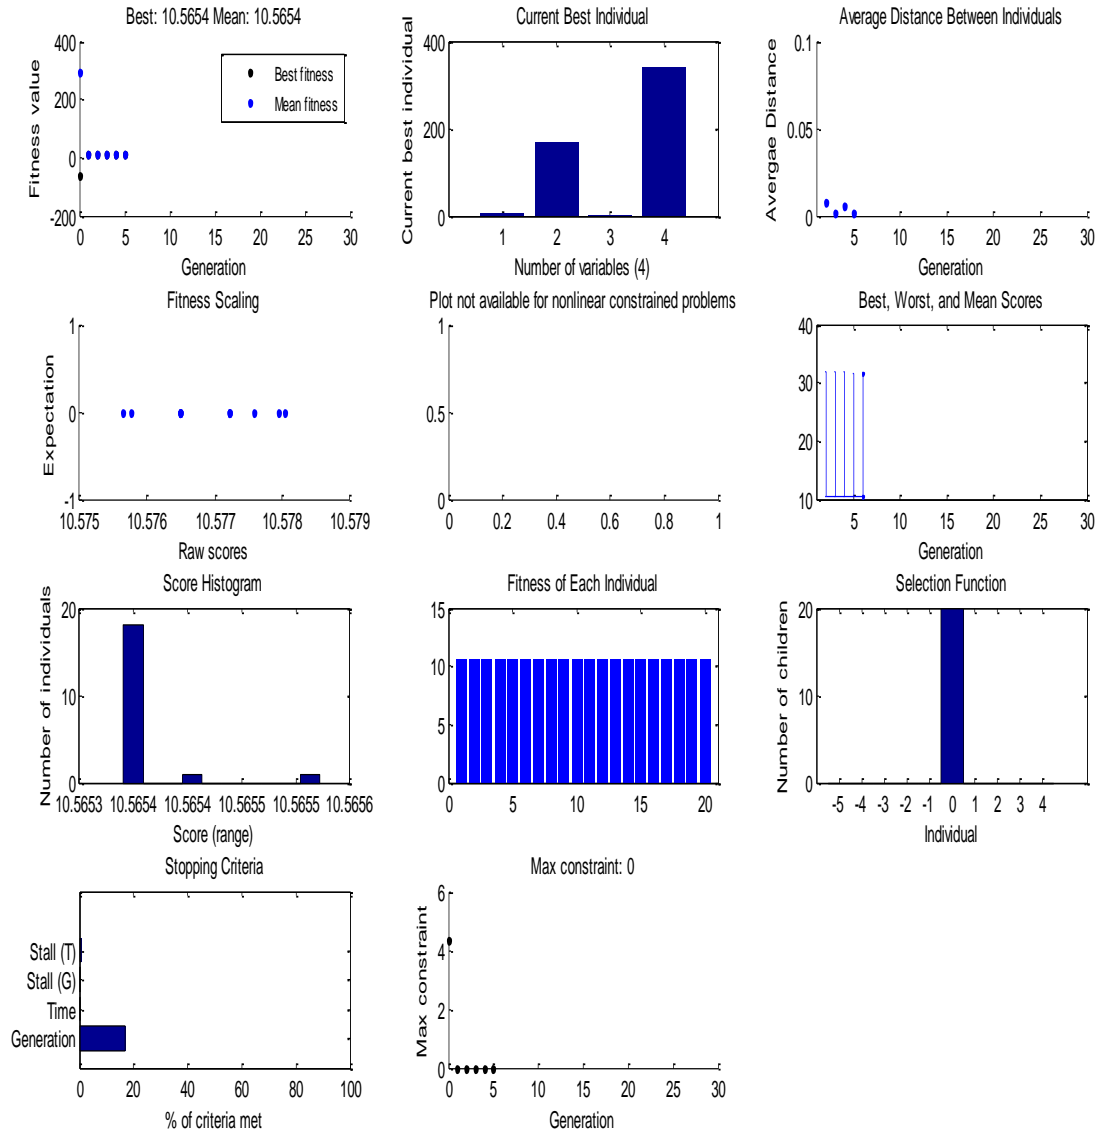 Best: 10.5654 Mean: 10.5654
Fitness value
400
200
0
-200
Best fitness
Mean fitness
0 5 10 15 20 25 30
Generation
Current Best Individual
Current best individual
400
200
0
1 2 3 4
Number of variables (4)
Average Distance Between Individuals
Avergae Distance
0.1
0.05
0
5 10 15 20 25 30
Generation
Fitness Scaling
Expectation
1
0
-1
10.575 10.576 10.577 10.578 10.579
Raw scores
Plot not available for nonlinear constrained problems
1
0.5
0
0 0.2 0.4 0.6 0.8 1
Best, Worst, and Mean Scores
40
30
20
10
5 10 15 20 25 30
Generation
Score Histogram
Number of individuals
20
10
0
10.5653 10.5654 10.5654 10.5655 10.5655 10.5656
Score (range)
Fitness of Each Individual
15
10
5
0
0 5 10 15 20
Selection Function
Number of children
20
10
0
-5 -4 -3 -2 -1 0 1 2 3 4
Individual
Stopping Criteria
Stall (T)
Stall (G)
Time
Generation
0 20 40 60 80 100
% of criteria met
Max constraint: 0
Max constraint
6
4
2
0
0 5 10 15 20 25 30
Generation